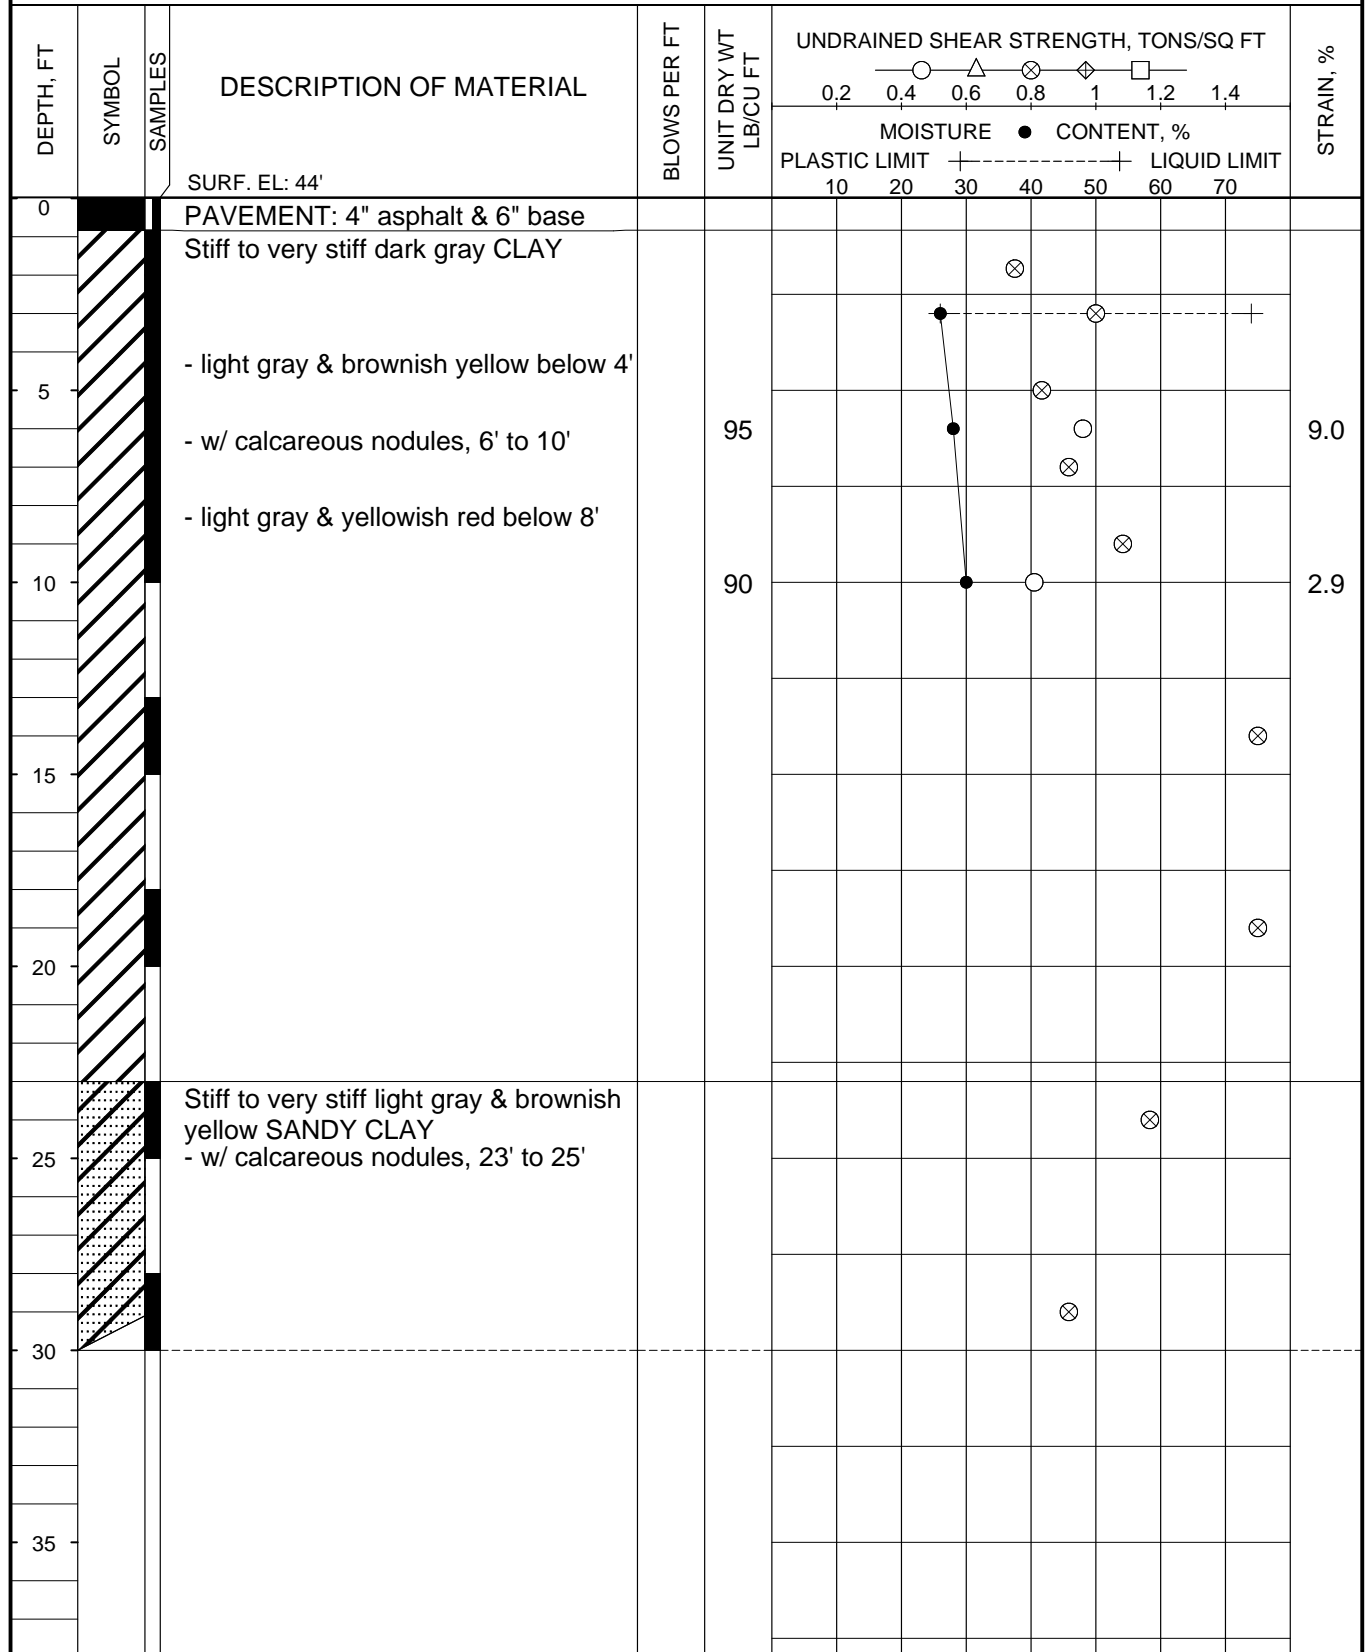 DEPTH, FT
SYMBOL
SAMPLES
DESCRIPTION OF MATERIAL
SURF. EL: 44'
BLOWS PER FT
UNIT DRY WT
LB/CU FT
UNDRAINED SHEAR STRENGTH, TONS/SQ FT
0.2 0.4 0.6 0.8 1 1.2 1.4
MOISTURE CONTENT, %
PLASTIC LIMIT LIQUID LIMIT
10 20 30 40 50 60 70
STRAIN, %
0
PAVEMENT: 4" asphalt & 6" base
Stiff to very stiff dark gray CLAY
- light gray & brownish yellow below 4'
5
- w/ calcareous nodules, 6' to 10'
95 9.0
- light gray & yellowish red below 8'
10 90 2.9
15
20
Stiff to very stiff light gray & brownish
yellow SANDY CLAY
- w/ calcareous nodules, 23' to 25'
25
30
35